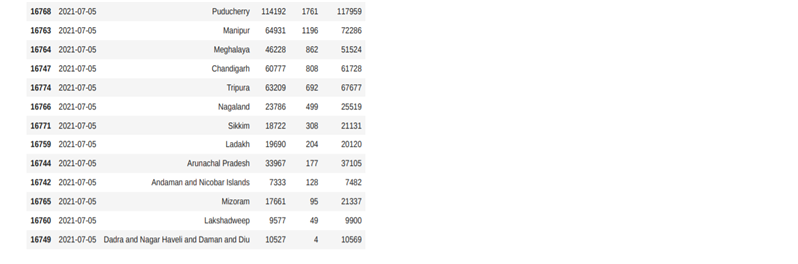 16768 2021-07-05 Puducherry 114192 1761 117959
16763 2021-07-05 Manipur 64931 1196 72286
16764 2021-07-05 Meghalaya 46228 862 51524
16747 2021-07-05 Chandigarh 60777 808 61728
16774 2021-07-05 Tripura 63209 692 67677
16766 2021-07-05 Nagaland 23786 499 25519
16771 2021-07-05 Sikkim 18722 308 21131
16759 2021-07-05 Ladakh 19690 204 20120
16744 2021-07-05 Arunachal Pradesh 33967 177 37105
16742 2021-07-05 Andaman and Nicobar Islands 7333 128 7482
16765 2021-07-05 Mizoram 17661 95 21337
16760 2021-07-05 Lakshadweep 9577 49 9900
16749 2021-07-05 Dadra and Nagar Haveli and Daman and Diu 10527 4 10569